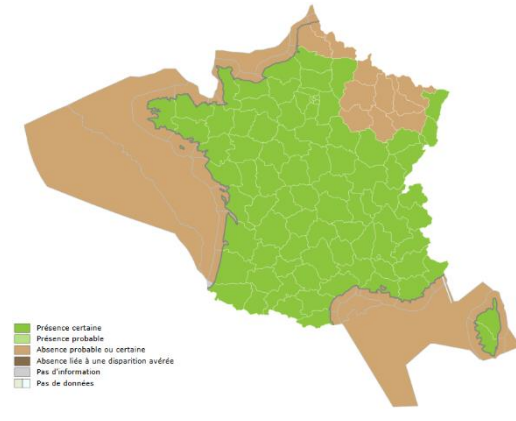 Présence certaine
Présence probable
Absence probable ou certaine
Absence liée à une disparition avérée
Pas d'information
Pas de données